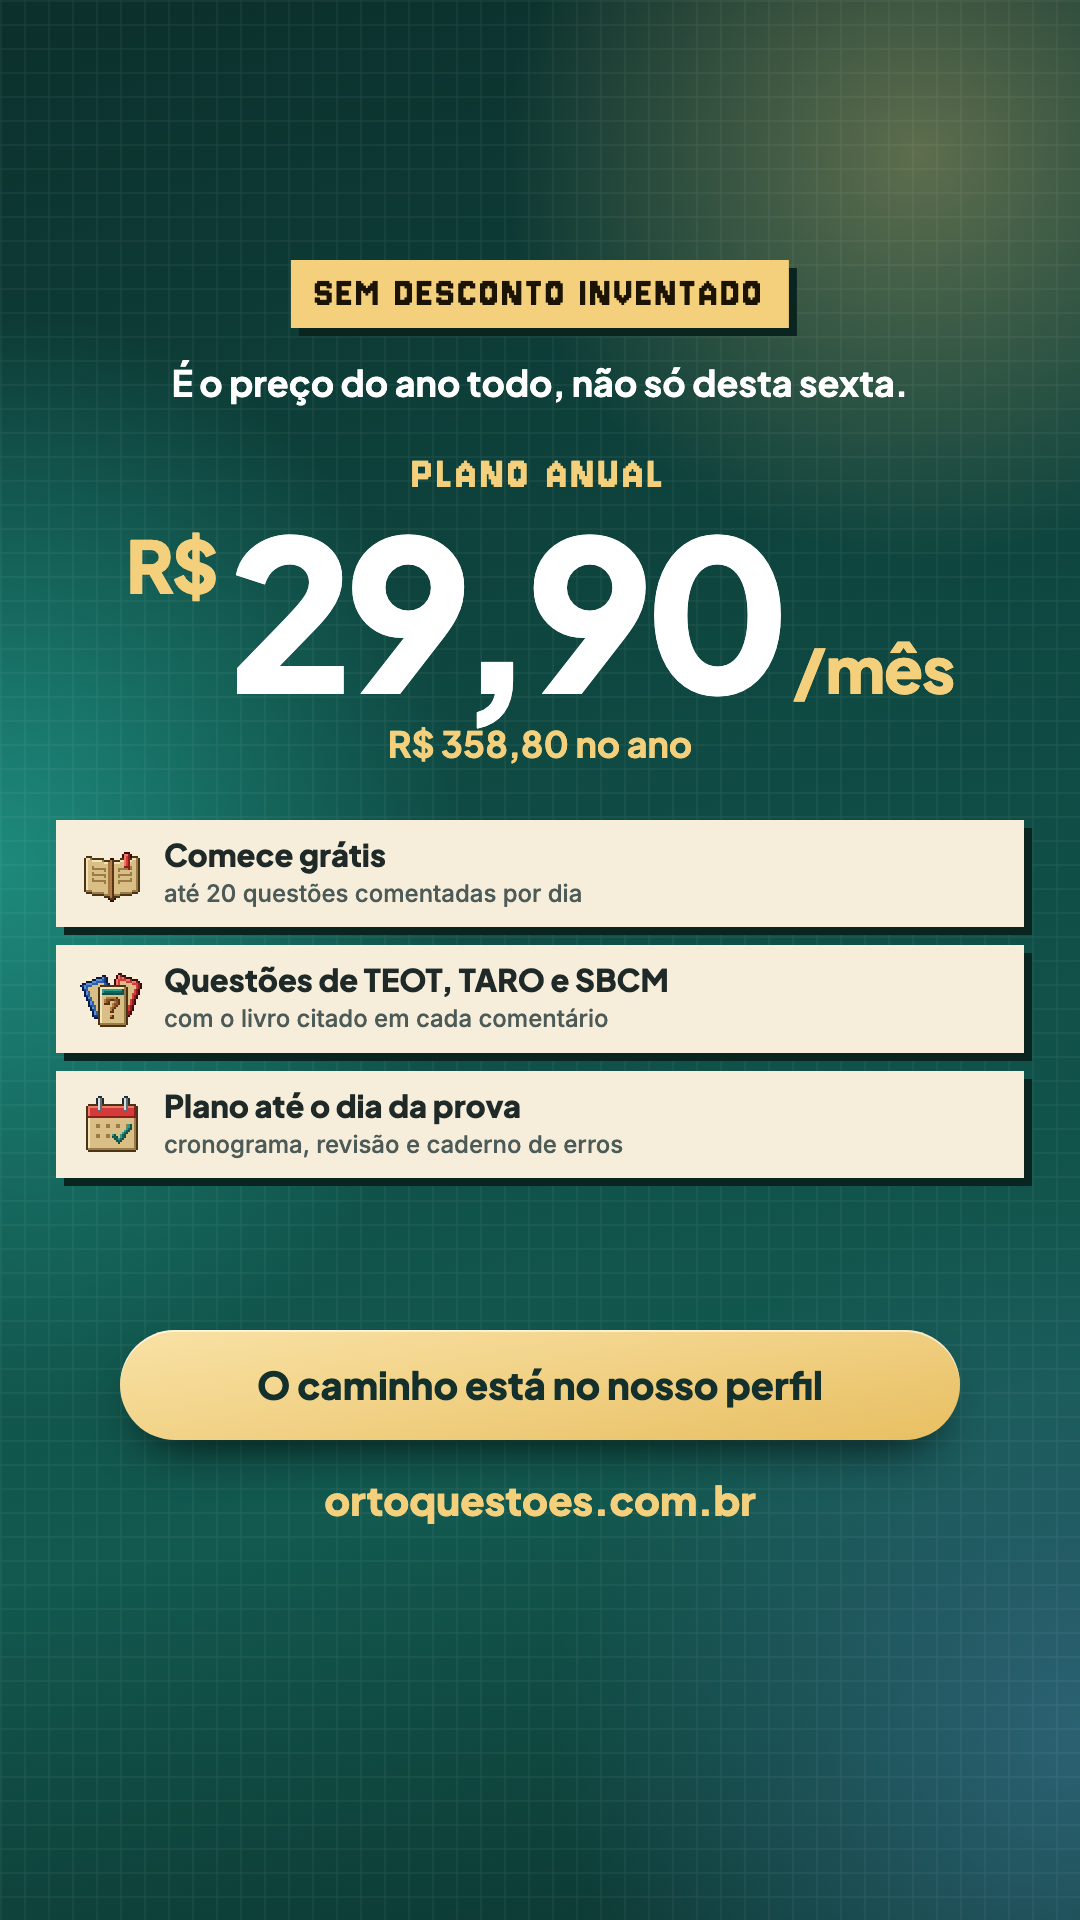 SEM DESCONTO INVENTADO
É o preço do ano todo, não só desta sexta.
PLANO ANUAL
R$ 29,90 /mês
R$ 358,80 no ano
Comece grátis
até 20 questões comentadas por dia
?
Questões de TEOT, TARO e SBCM
com o livro citado em cada comentário
Plano até o dia da prova
cronograma, revisão e caderno de erros
O caminho está no nosso perfil
ortoquestoes.com.br